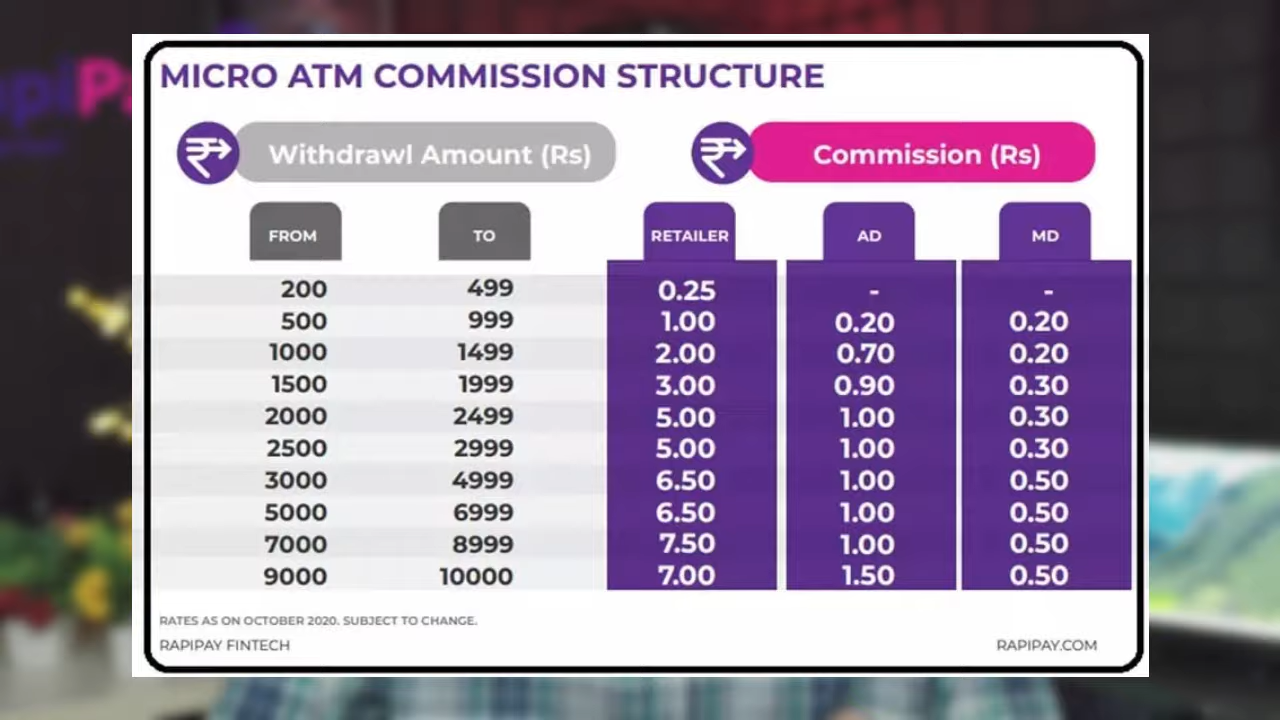 MICRO ATM COMMISSION STRUCTURE
Withdrawl Amount (Rs) Commission (Rs)
FROM TO RETAILER AD MD
200 499 0.25 - -
500 999 1.00 0.20 0.20
1000 1499 2.00 0.70 0.20
1500 1999 3.00 0.90 0.30
2000 2499 5.00 1.00 0.30
2500 2999 5.00 1.00 0.30
3000 4999 6.50 1.00 0.50
5000 6999 6.50 1.00 0.50
7000 8999 7.50 1.00 0.50
9000 10000 7.00 1.50 0.50
RATES AS ON OCTOBER 2020. SUBJECT TO CHANGE.
RAPIPAY FINTECH RAPIPAY.COM